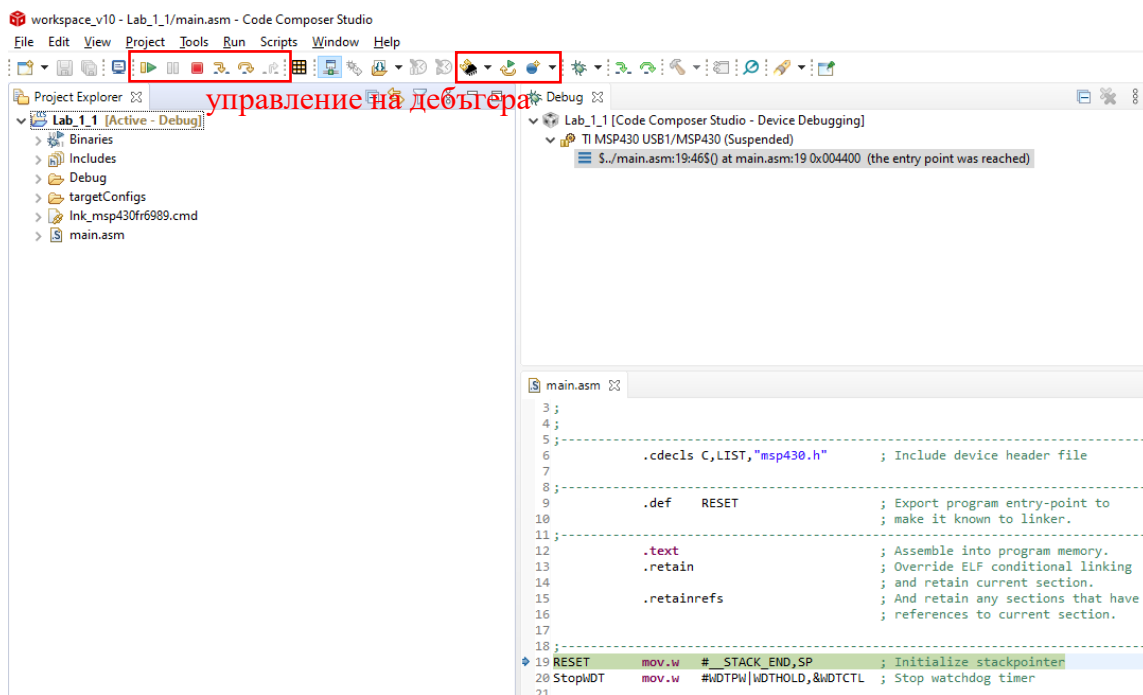 workspace_v10 - Lab_1_1/main.asm - Code Composer Studio
File Edit View Project Tools Run Scripts Window Help
управление на дебъгера
Project Explorer
Lab_1_1 [Active - Debug]
Binaries
Includes
Debug
targetConfigs
lnk_msp430fr6989.cmd
main.asm
Debug
Lab_1_1 [Code Composer Studio - Device Debugging]
TI MSP430 USB1/MSP430 (Suspended)
$../main.asm:19:46$() at main.asm:19 0x004400 (the entry point was reached)
main.asm
3 ;
4 ;
5 ;-------------------------------------------------------------------------------
6 .cdecls C,LIST,"msp430.h" ; Include device header file
7
8 ;-------------------------------------------------------------------------------
9 .def RESET ; Export program entry-point to
10 ; make it known to linker.
11 ;-------------------------------------------------------------------------------
12 .text ; Assemble into program memory.
13 .retain ; Override ELF conditional linking
14 ; and retain current section.
15 .retainrefs ; And retain any sections that have
16 ; references to current section.
17
18 ;-------------------------------------------------------------------------------
19 RESET mov.w #__STACK_END,SP ; Initialize stackpointer
20 StopWDT mov.w #WDTPW|WDTHOLD,&WDTCTL ; Stop watchdog timer
21